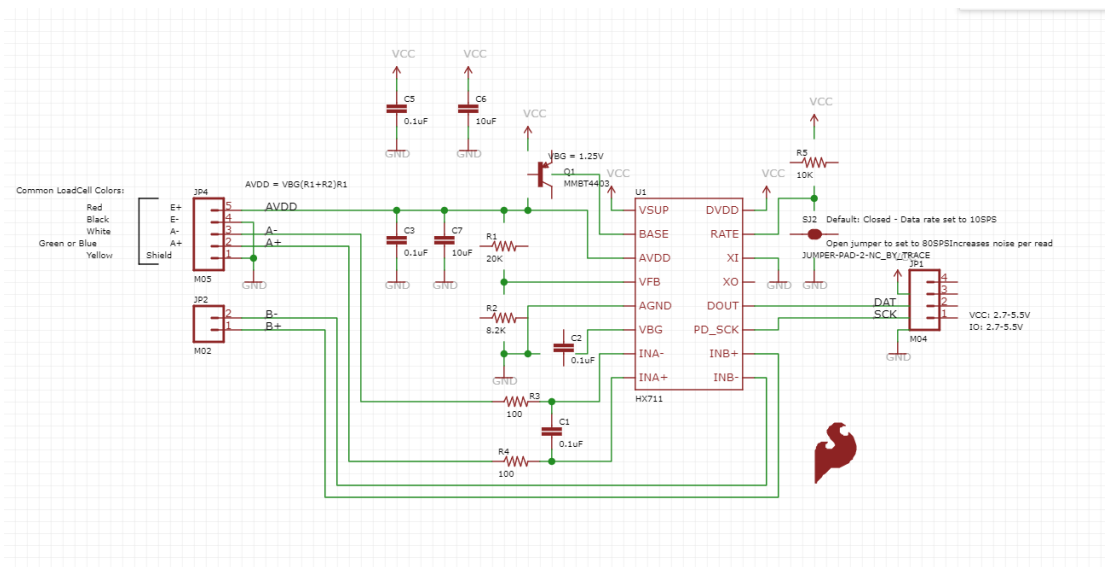 VCC
VCC
C5
0.1uF
C6
10uF
GND
GND
VCC
VBG = 1.25V
Q1
MMBT4403
VCC
VCC
VCC
R5
10K
Common LoadCell Colors:
AVDD = VBG(R1+R2)R1
Red
E+
Black
E-
White
A-
Green or Blue
A+
Yellow
Shield
JP4
5
4
3
2
1
M05
AVDD
A-
A+
GND
C3
0.1uF
C7
10uF
GND
GND
R1
20K
R2
8.2K
GND
C2
0.1uF
U1
VSUP
BASE
AVDD
VFB
AGND
VBG
INA-
INA+
DVDD
RATE
XI
XO
DOUT
PD_SCK
INB+
INB-
HX711
SJ2
Default: Closed - Data rate set to 10SPS
Open jumper to set to 80SPSIncreases noise per read
JUMPER-PAD-2-NC_BY_TRACE
GND
GND
JP1
4
3
2
1
M04
DAT
SCK
VCC: 2.7-5.5V
IO: 2.7-5.5V
GND
JP2
2
1
M02
B-
B+
R3
100
C1
0.1uF
R4
100